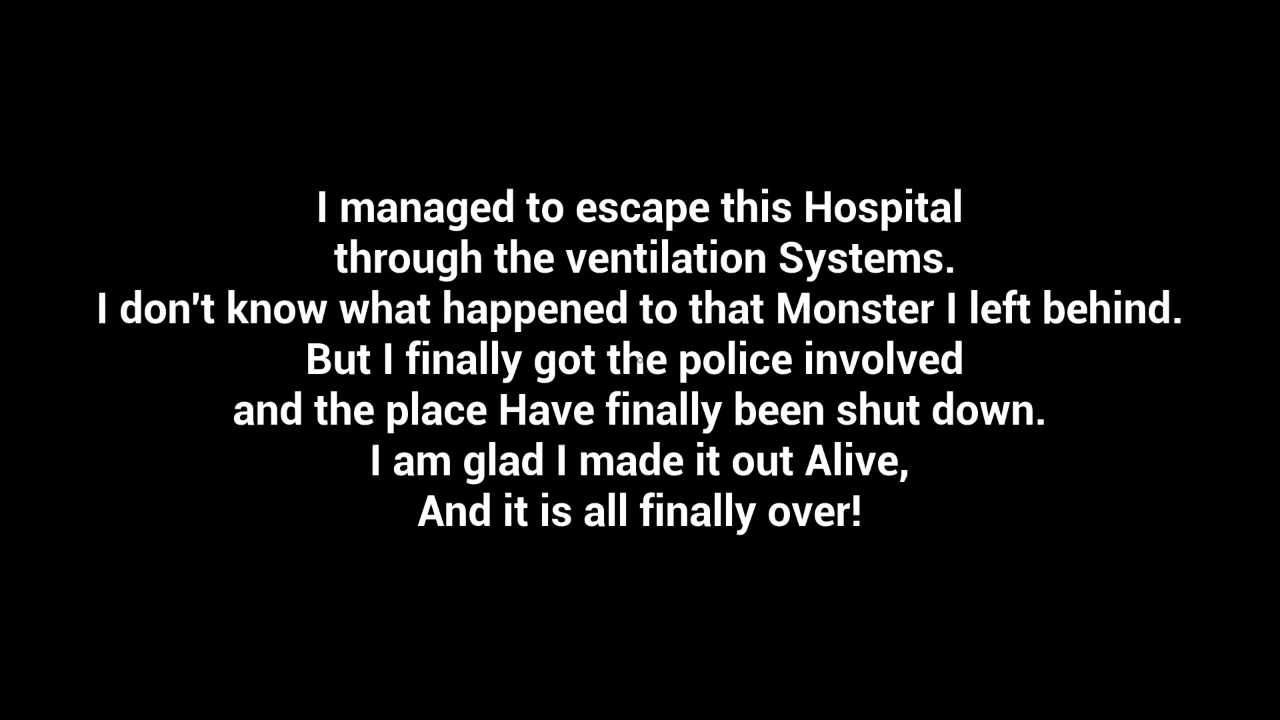 I managed to escape this Hospital
through the ventilation Systems.
I don't know what happened to that Monster I left behind.
But I finally got the police involved
and the place Have finally been shut down.
I am glad I made it out Alive,
And it is all finally over!